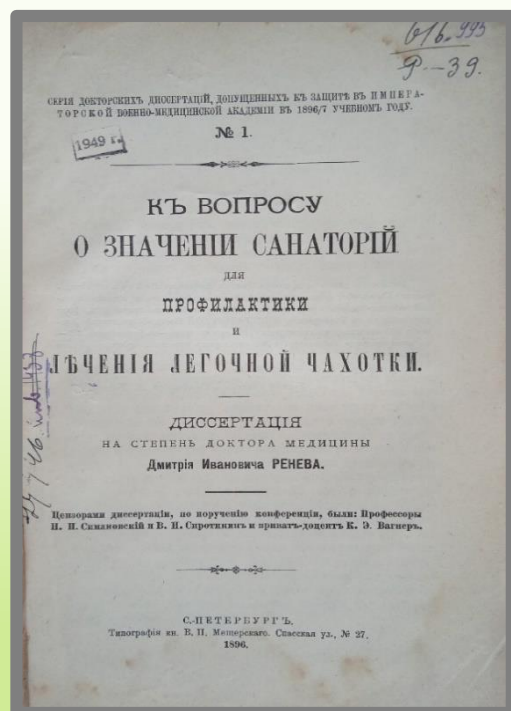 616.995
Р-39.
СЕРІЯ ДОКТОРСКИХЪ ДИССЕРТАЦІЙ, ДОПУЩЕННЫХЪ КЪ ЗАЩИТѢ ВЪ ИМПЕРА-
ТОРСКОЙ ВОЕННО-МЕДИЦИНСКОЙ АКАДЕМІИ ВЪ 1896/7 УЧЕБНОМЪ ГОДУ.
№ 1.
1949 г.
КЪ ВОПРОСУ
О ЗНАЧЕНІИ САНАТОРІЙ
ДЛЯ
ПРОФИЛАКТИКИ
И
ЛѢЧЕНІЯ ЛЕГОЧНОЙ ЧАХОТКИ.
ДИССЕРТАЦІЯ
НА СТЕПЕНЬ ДОКТОРА МЕДИЦИНЫ
Дмитрія Ивановича РЕНЕВА.
Цензорами диссертаціи, по порученію конференціи, были: Профессоры
Н. П. Симановскій и В. Н. Сиротининъ и приватъ-доцентъ К. Э. Вагнеръ.
С.-ПЕТЕРБУРГЪ.
Типографія кн. В. П. Мещерскаго. Спасская ул., № 27.
1896.